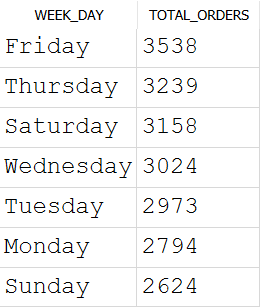 WEEK_DAY TOTAL_ORDERS
Friday 3538
Thursday 3239
Saturday 3158
Wednesday 3024
Tuesday 2973
Monday 2794
Sunday 2624